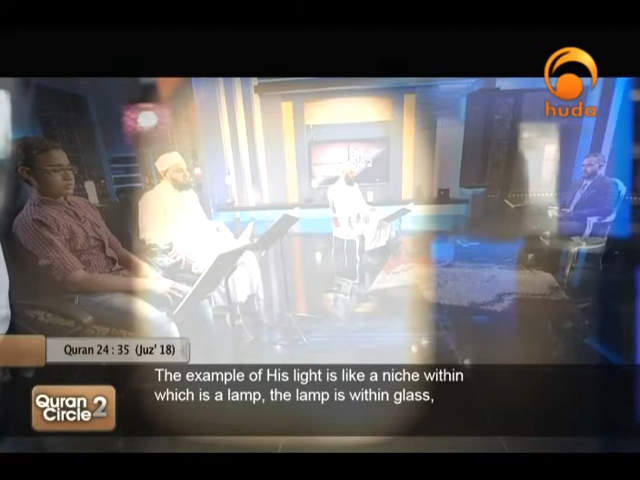 huda
Quran 24 : 35 (Juz' 18)
The example of His light is like a niche within
which is a lamp, the lamp is within glass,
Quran
Circle 2